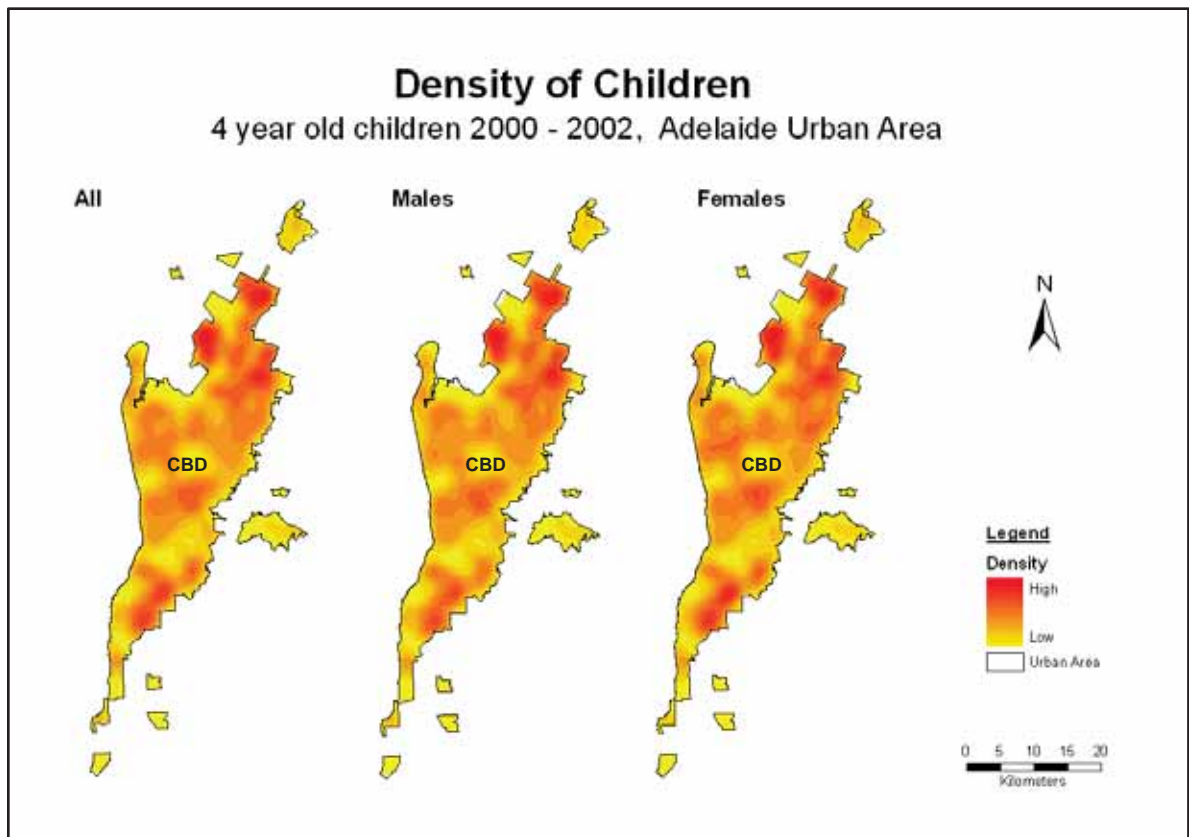 Density of Children
4 year old children 2000 - 2002, Adelaide Urban Area
All
Males
Females
N
CBD
CBD
CBD
Legend
Density
High
Low
Urban Area
0 5 10 15 20
Kilometers